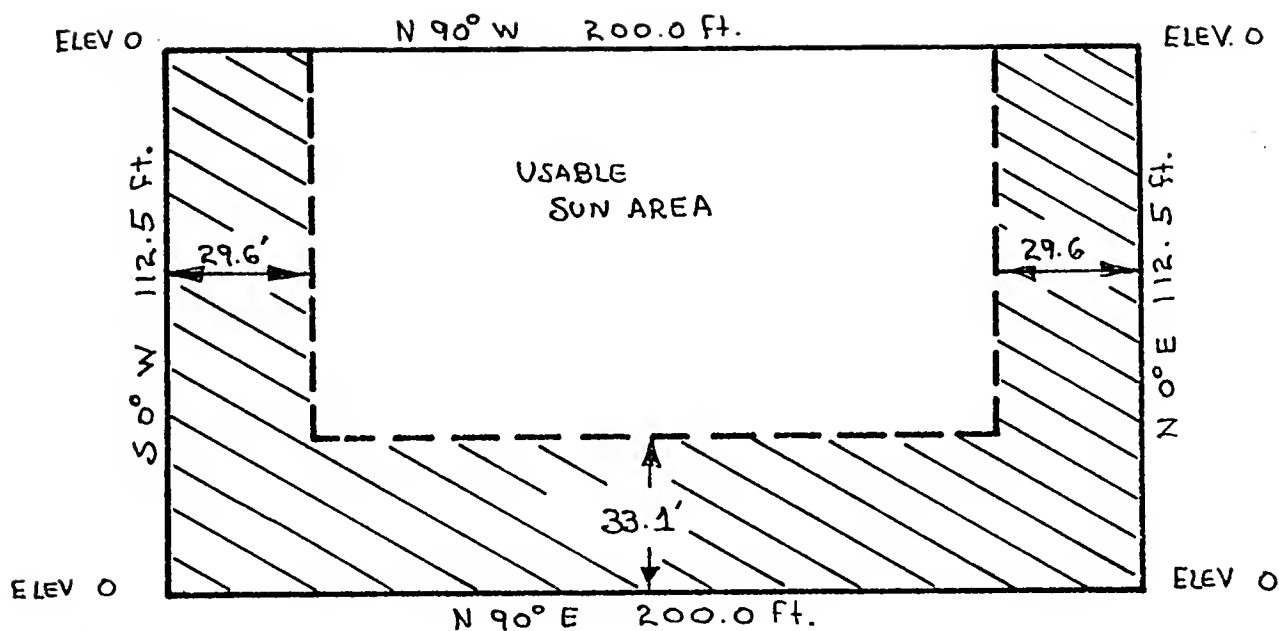 ELEV 0
N 90° W 200.0 Ft.
ELEV. 0
S 0° W 112.5 Ft.
USABLE
SUN AREA
N 0° E 112.5 Ft.
29.6'
29.6
33.1'
ELEV 0
N 90° E 200.0 Ft.
ELEV 0